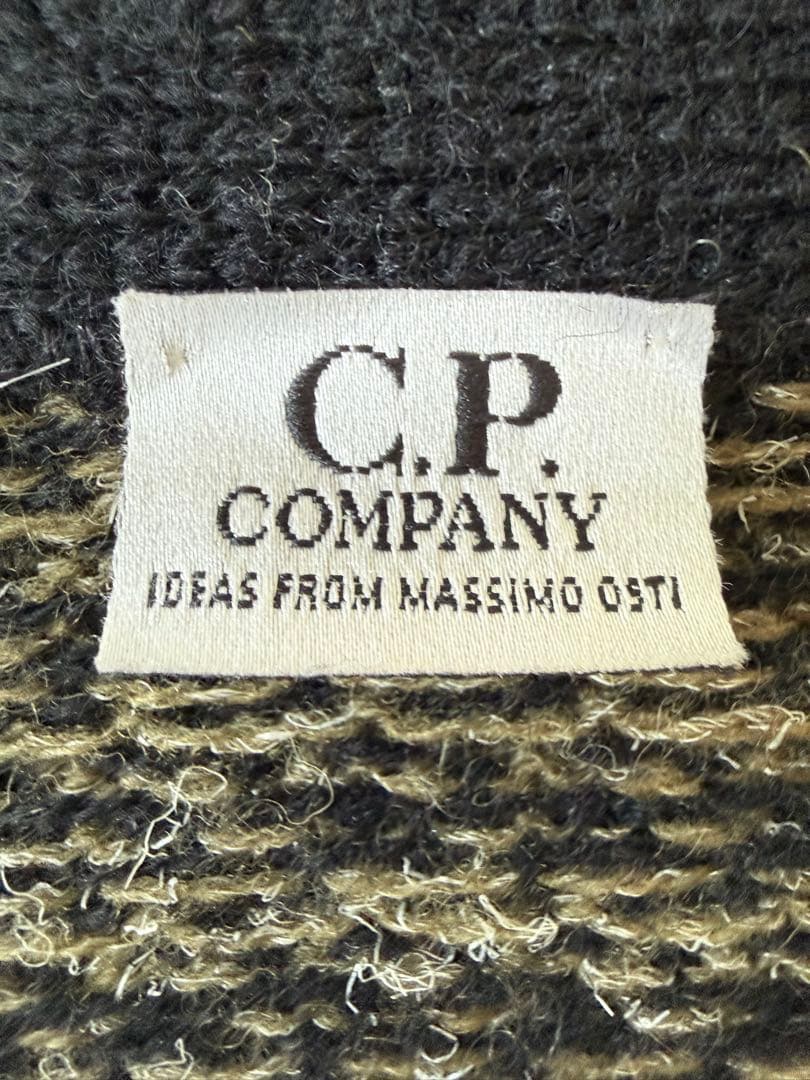 C.P.
COMPANY
IDEAS FROM MASSIMO OSTI